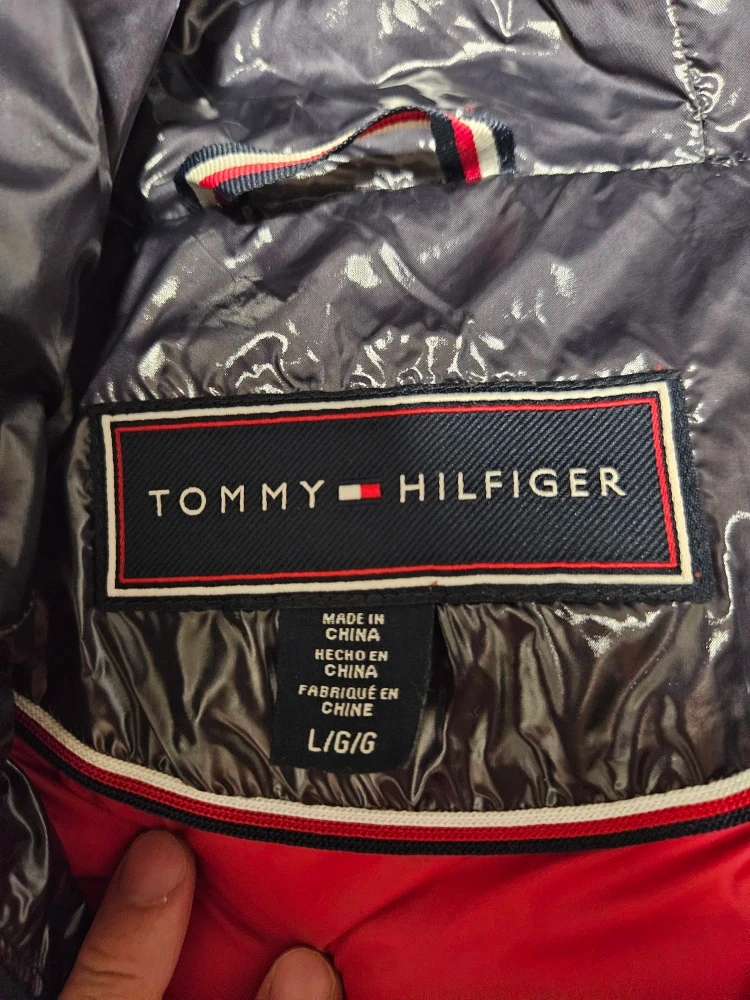 TOMMY HILFIGER
MADE IN
CHINA
HECHO EN
CHINA
FABRIQUÉ EN
CHINE
L/G/G